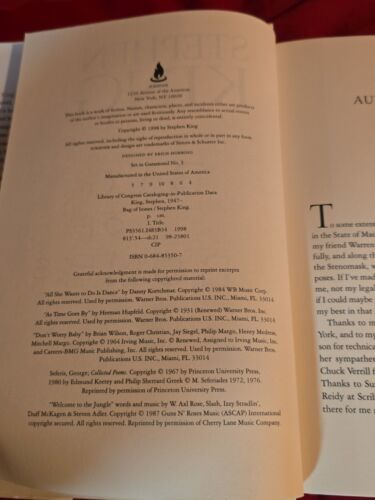 SCRIBNER
1230 Avenue of the Americas
New York, NY 10020
This book is a work of fiction. Names, characters, places, and incidents either are products
of the author's imagination or are used fictitiously. Any resemblance to actual events
or locales or persons, living or dead, is entirely coincidental.
Copyright © 1998 by Stephen King
All rights reserved, including the right of reproduction in whole or part in any form.
SCRIBNER and design are trademarks of Simon & Schuster Inc.
DESIGNED BY ERICH HOBBING
Set in Garamond No. 3
Manufactured in the United States of America
5 7 9 10 8 6 4
Library of Congress Cataloging-in-Publication Data
King, Stephen, 1947–
Bag of bones / Stephen King.
p. cm.
I. Title.
PS3561.I483B34 1998
813'.54—dc21 98-25801
CIP
ISBN 0-684-85350-7
Grateful acknowledgment is made for permission to reprint excerpts
from the following copyrighted material:
"All She Wants to Do Is Dance" by Danny Kortchmar. Copyright © 1984 WB Music Corp.
All rights reserved. Used by permission. Warner Bros. Publications U.S. INC., Miami, FL. 33014
"As Time Goes By" by Herman Hupfeld. Copyright © 1931 (Renewed) Warner Bros. Inc.
All rights reserved. Used by permission. Warner Bros. Publications U.S. INC., Miami, FL. 33014
"Don't Worry Baby" by Brian Wilson, Roger Christian, Jay Siegel, Philip Margo, Henry Medress,
Mitchell Margo. Copyright © 1964 Irving Music, Inc. © (Renewed), Assigned to Irving Music, Inc.
and Careers-BMG Music Publishing, Inc. All rights reserved.
Used by permission. Warner Bros. Publications U.S. INC., Miami, FL. 33014
Seferis, George; Collected Poems. Copyright © 1967 by Princeton University Press,
1980 by Edmund Keeley and Philip Sherrard Greek © M. Seferiades 1972, 1976.
Reprinted by permission of Princeton University Press.
"Welcome to the Jungle" words and music by W. Axl Rose, Slash, Izzy Stradlin',
Duff McKagen & Steven Adler. Copyright © 1987 Guns N' Roses Music (ASCAP) International
copyright secured. All rights reserved. Reprinted by permission of Cherry Lane Music Company.
AU
To some exten
in the State of Mai
my friend Warren
fully, and along th
the Stenomask, wi
poses. If I've made
me, not my legal
if I could maybe
my best.
Thanks to m
York, and to my
son for technica
her sympathe
Chuck Verrill fo
Thanks to Su
Reidy at Scrib
there for me